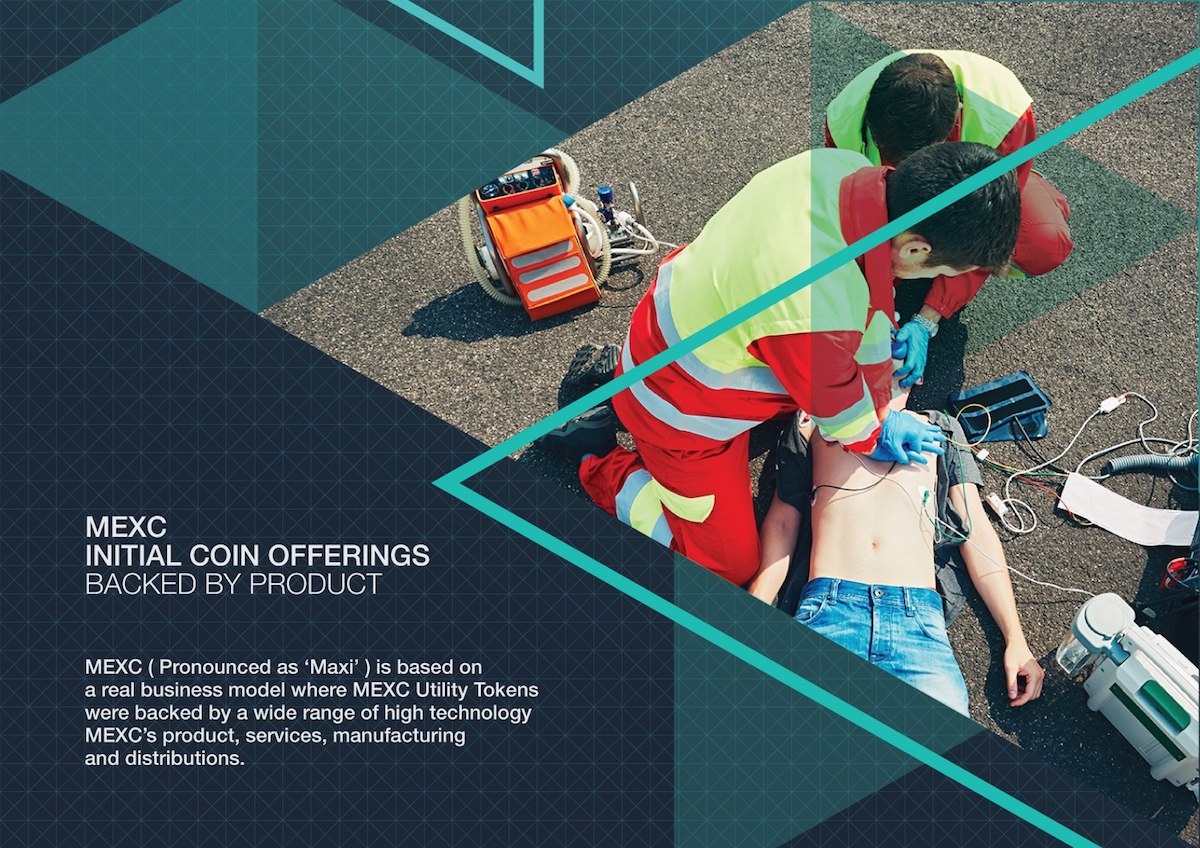 MEXC
INITIAL COIN OFFERINGS
BACKED BY PRODUCT
MEXC ( Pronounced as ‘Maxi’ ) is based on
a real business model where MEXC Utility Tokens
were backed by a wide range of high technology
MEXC’s product, services, manufacturing
and distributions.